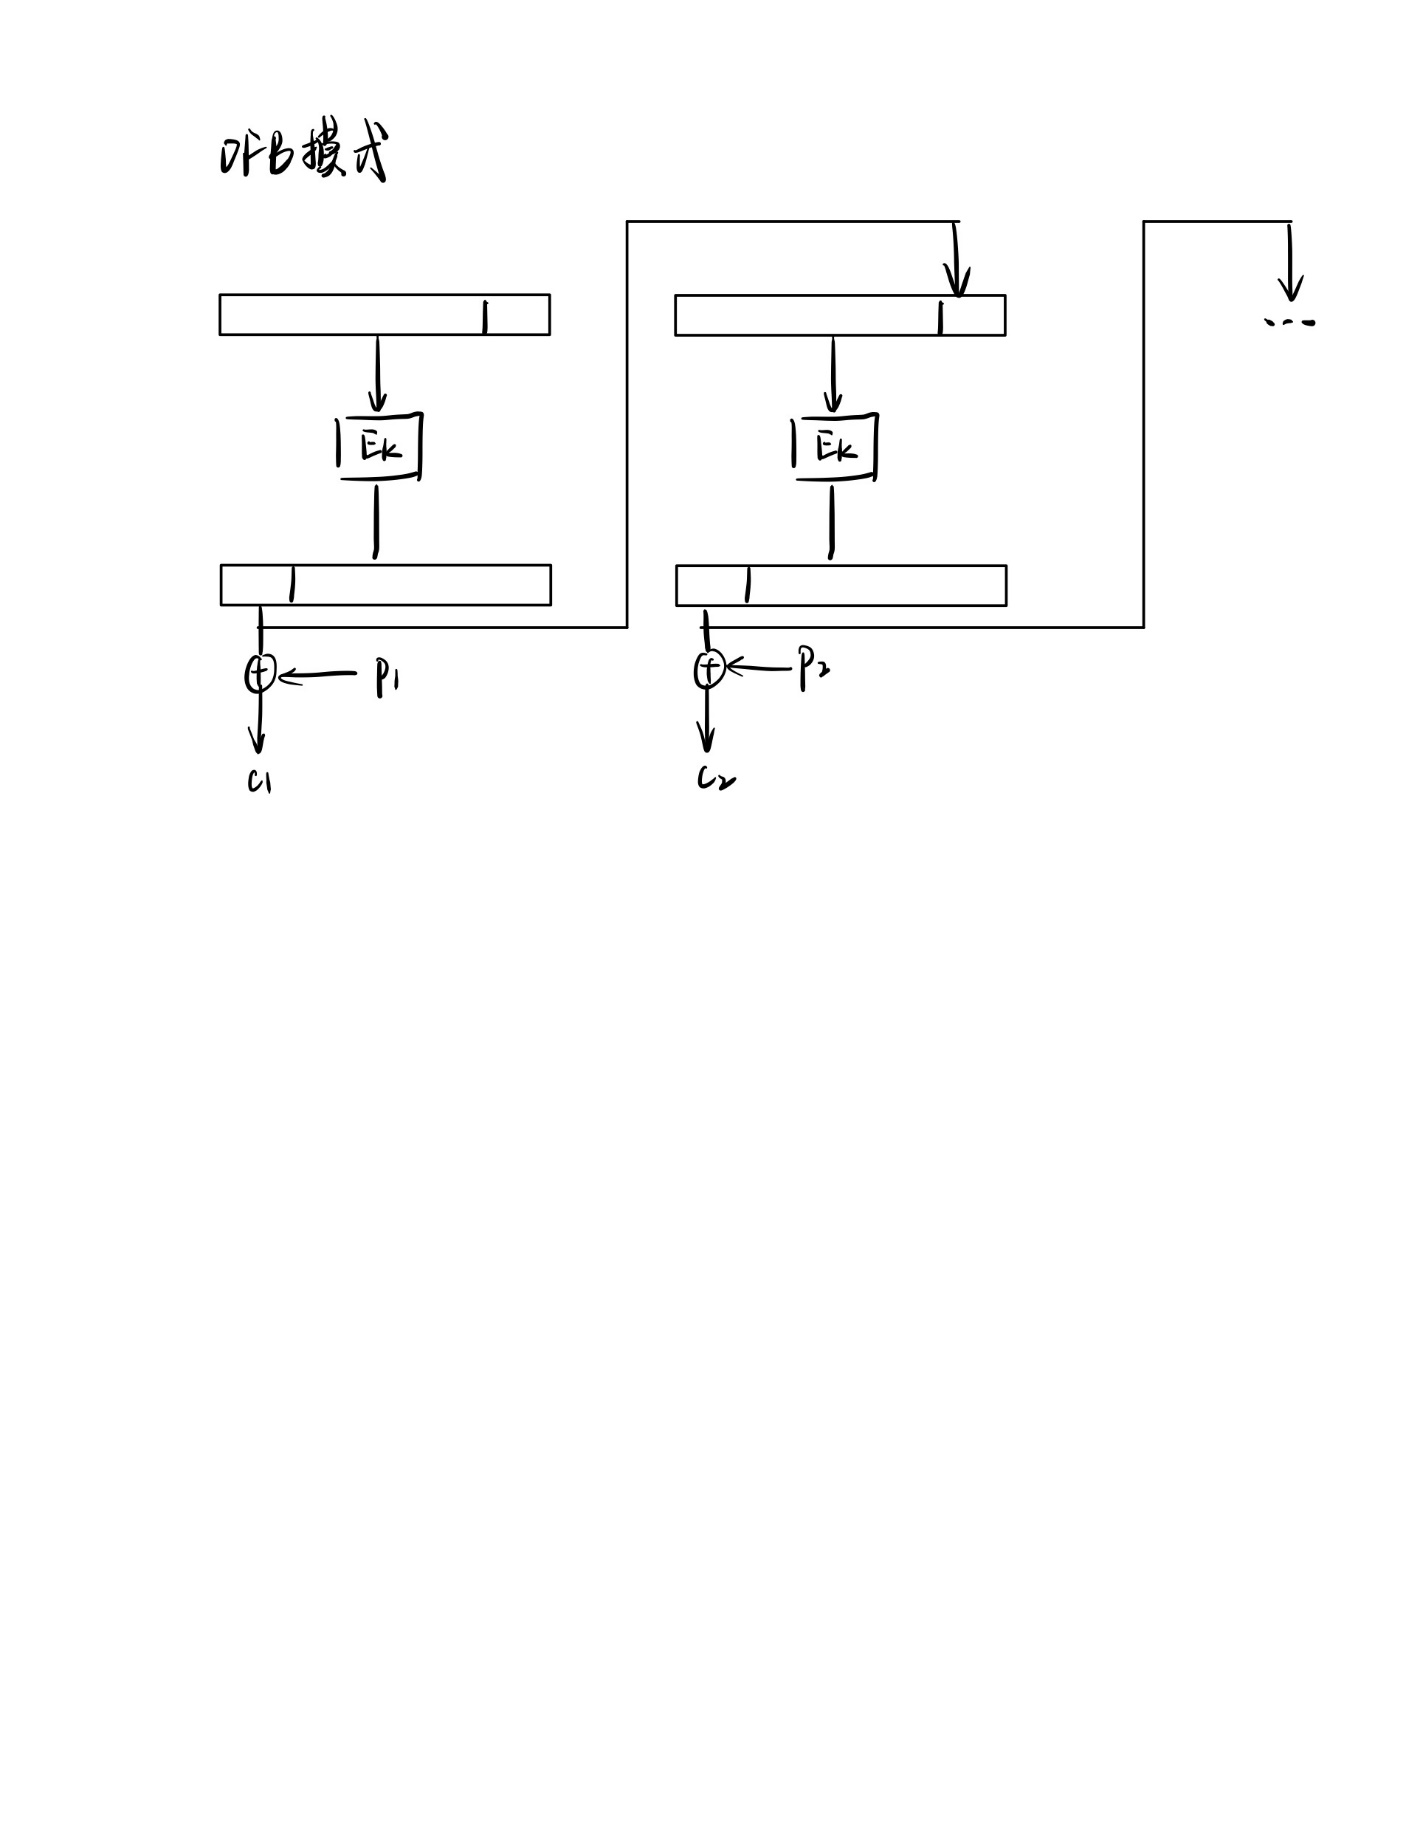 OFB模式
...
Ek Ek
P1 P2
C1 C2